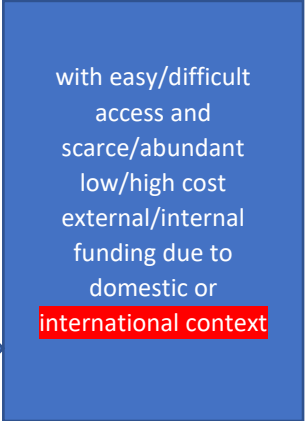 with easy/difficult
access and
scarce/abundant
low/high cost
external/internal
funding due to
domestic or
international context